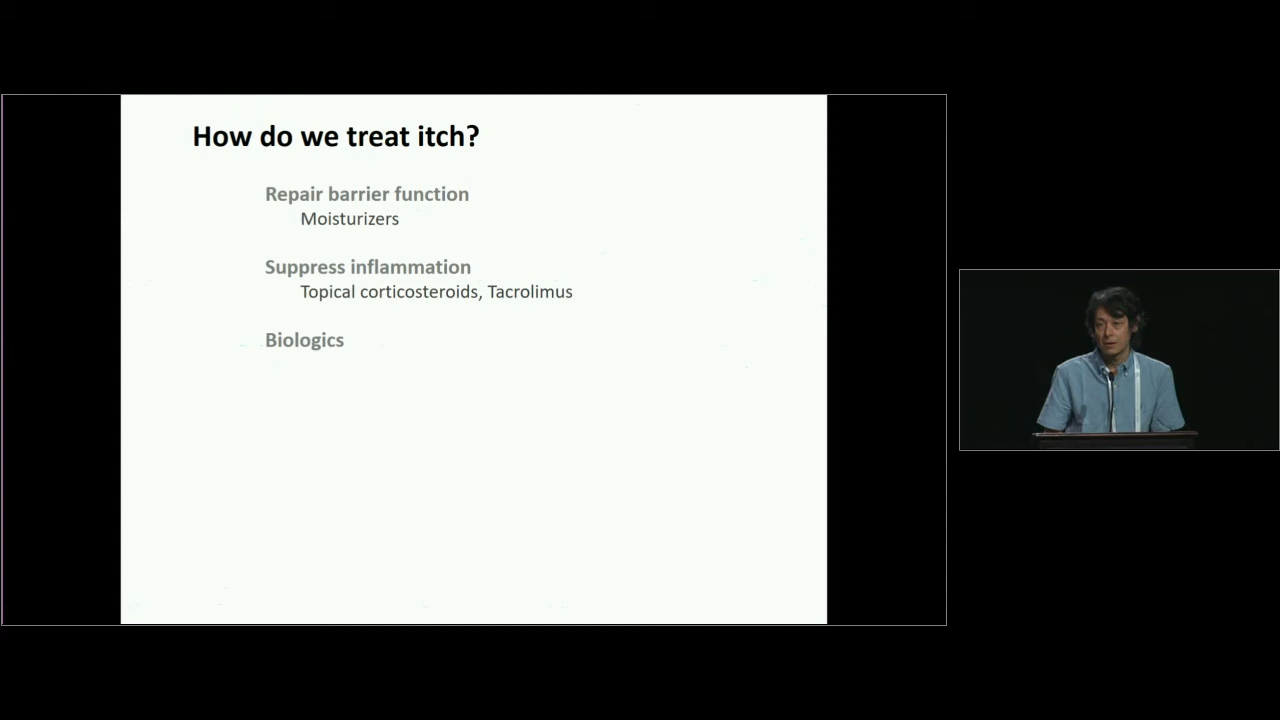 How do we treat itch?
Repair barrier function
Moisturizers
Suppress inflammation
Topical corticosteroids, Tacrolimus
Biologics